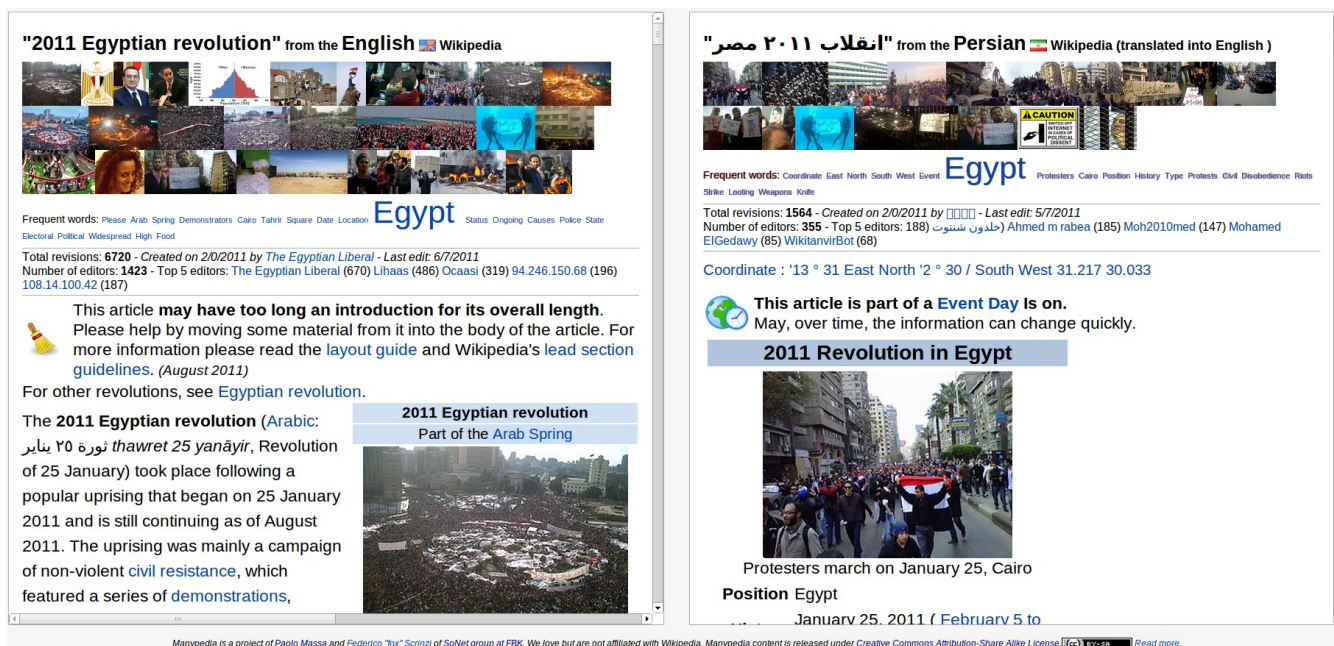 "2011 Egyptian revolution" from the English Wikipedia
Frequent words: Please Arab Spring Demonstrators Cairo Tahrir Square Date Location Egypt Status Ongoing Causes Police State
Electoral Political Widespread High Food
Total revisions: 6720 - Created on 2/0/2011 by The Egyptian Liberal - Last edit: 6/7/2011
Number of editors: 1423 - Top 5 editors: The Egyptian Liberal (670) Lihaas (486) Ocaasi (319) 94.246.150.68 (196)
108.14.100.42 (187)
This article may have too long an introduction for its overall length.
Please help by moving some material from it into the body of the article. For
more information please read the layout guide and Wikipedia's lead section
guidelines. (August 2011)
For other revolutions, see Egyptian revolution.
The 2011 Egyptian revolution (Arabic:
ثورة ٢٥ يناير thawret 25 yanāyir, Revolution
of 25 January) took place following a
popular uprising that began on 25 January
2011 and is still continuing as of August
2011. The uprising was mainly a campaign
of non-violent civil resistance, which
featured a series of demonstrations,
2011 Egyptian revolution
Part of the Arab Spring
"انقلاب ٢٠١١ مصر" from the Persian Wikipedia (translated into English )
CAUTION
SWITCH OFF
INTERNET
IN CASES OF
POLITICAL
DISSENT
Frequent words: Coordinate East North South West Event Egypt Protesters Cairo Position History Type Protests Civil Disobedience Riots
Strike Looting Weapons Knife
Total revisions: 1564 - Created on 2/0/2011 by - Last edit: 5/7/2011
Number of editors: 355 - Top 5 editors: خلدون شنتوت (188) Ahmed m rabea (185) Moh2010med (147) Mohamed
ElGedawy (85) WikitanvirBot (68)
Coordinate : '13 ° 31 East North '2 ° 30 / South West 31.217 30.033
This article is part of a Event Day Is on.
May, over time, the information can change quickly.
2011 Revolution in Egypt
Protesters march on January 25, Cairo
Position Egypt
January 25, 2011 ( February 5 to
Manypedia is a project of Paolo Massa and Federico "fox" Scrinzi of SoNet group at FBK. We love but are not affiliated with Wikipedia. Manypedia content is released under Creative Commons Attribution-Share Alike License. (cc) BY-SA Read more.